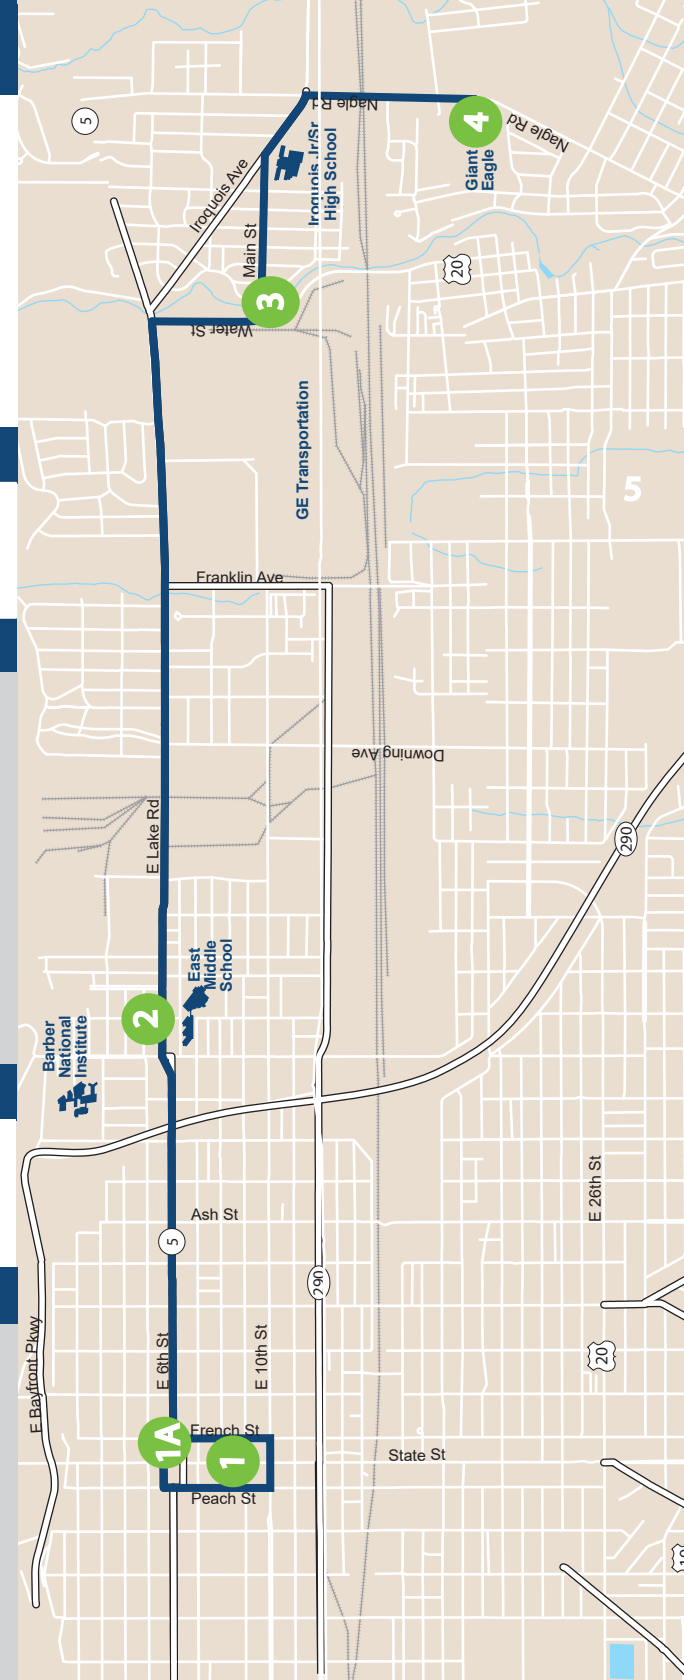 5
Nagle Rd
4
Nagle Rd
Giant
Eagle
Iroquois Jr/Sr
High School
Iroquois Ave
Main St
20
3
Water St
GE Transportation
5
Franklin Ave
Downing Ave
E Lake Rd
290
East
Middle
School
2
Barber
National
Institute
E 26th St
Ash St
5
290
20
E Bayfront Pkwy
E 6th St
E 10th St
French St
1A
1
State St
Peach St